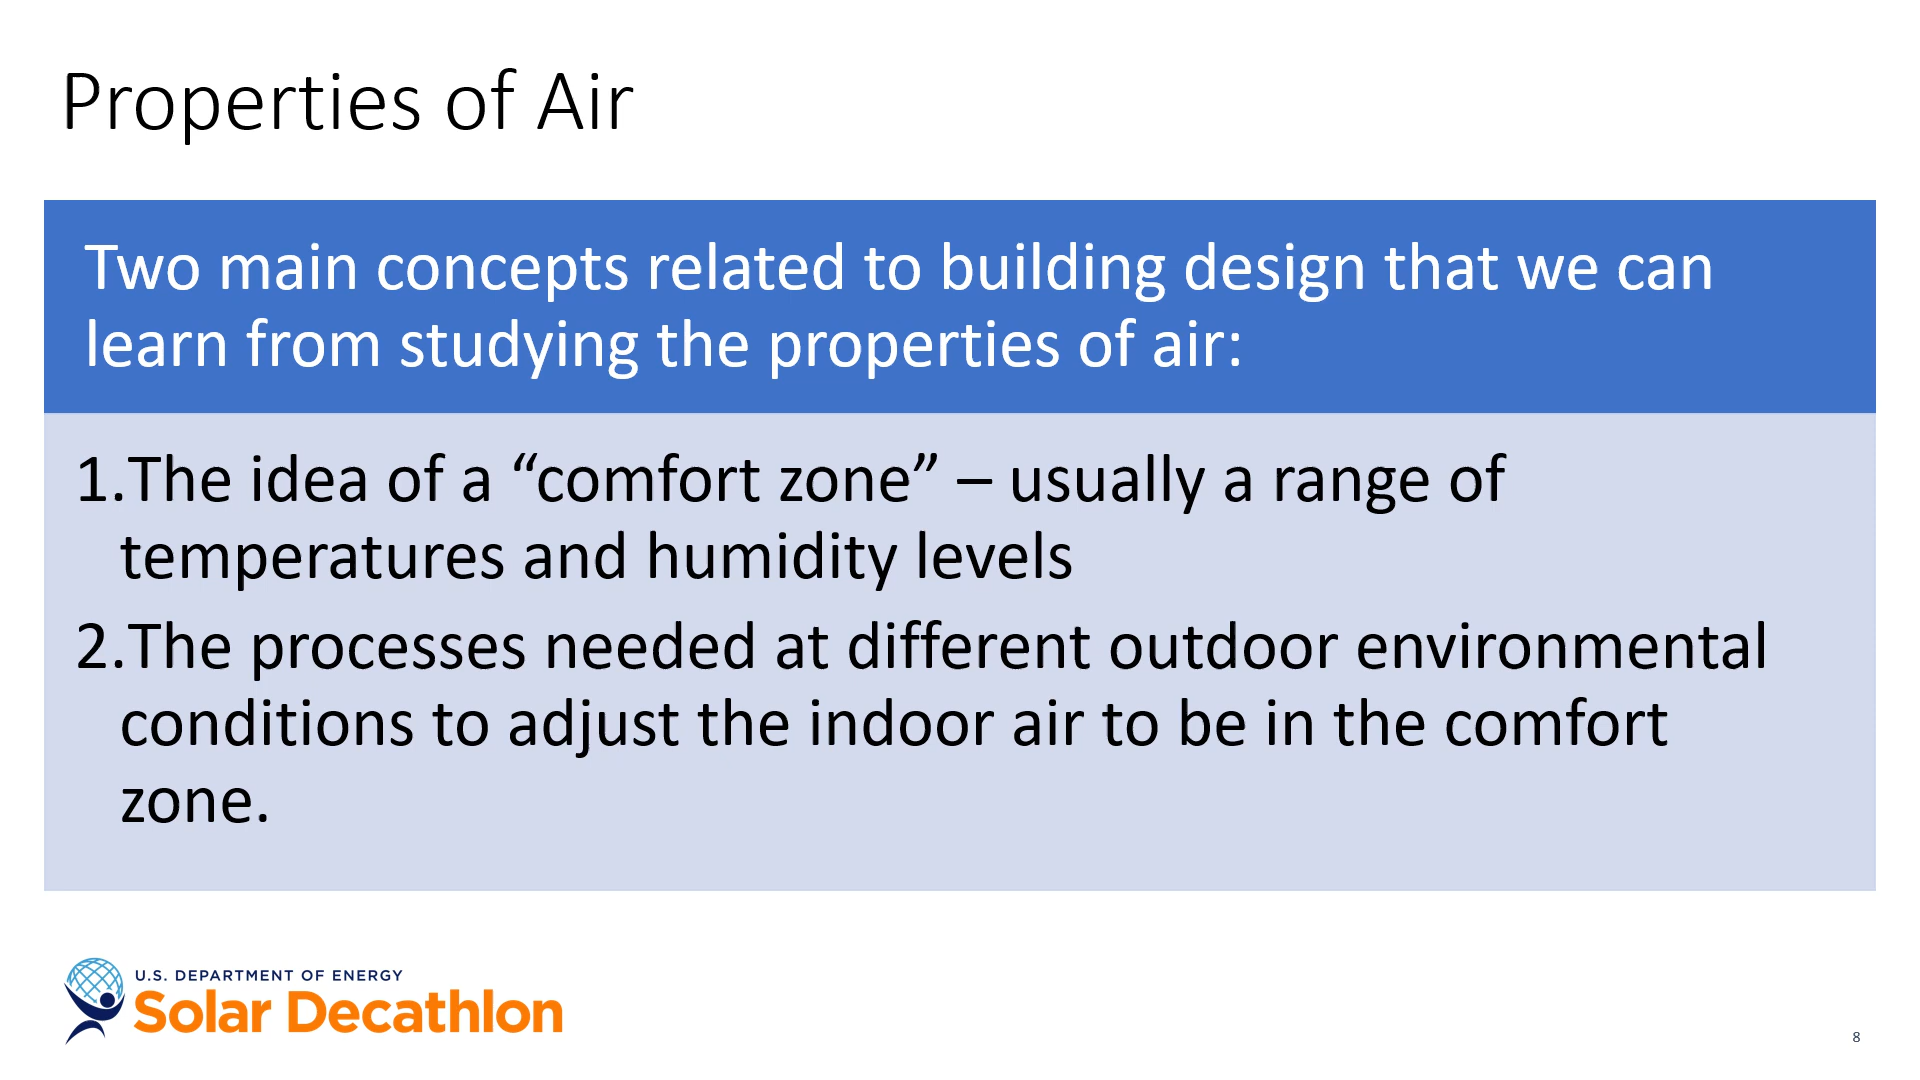 Properties of Air
Two main concepts related to building design that we can
learn from studying the properties of air:
1.The idea of a “comfort zone” – usually a range of
temperatures and humidity levels
2.The processes needed at different outdoor environmental
conditions to adjust the indoor air to be in the comfort
zone.
U.S. DEPARTMENT OF ENERGY
Solar Decathlon
8